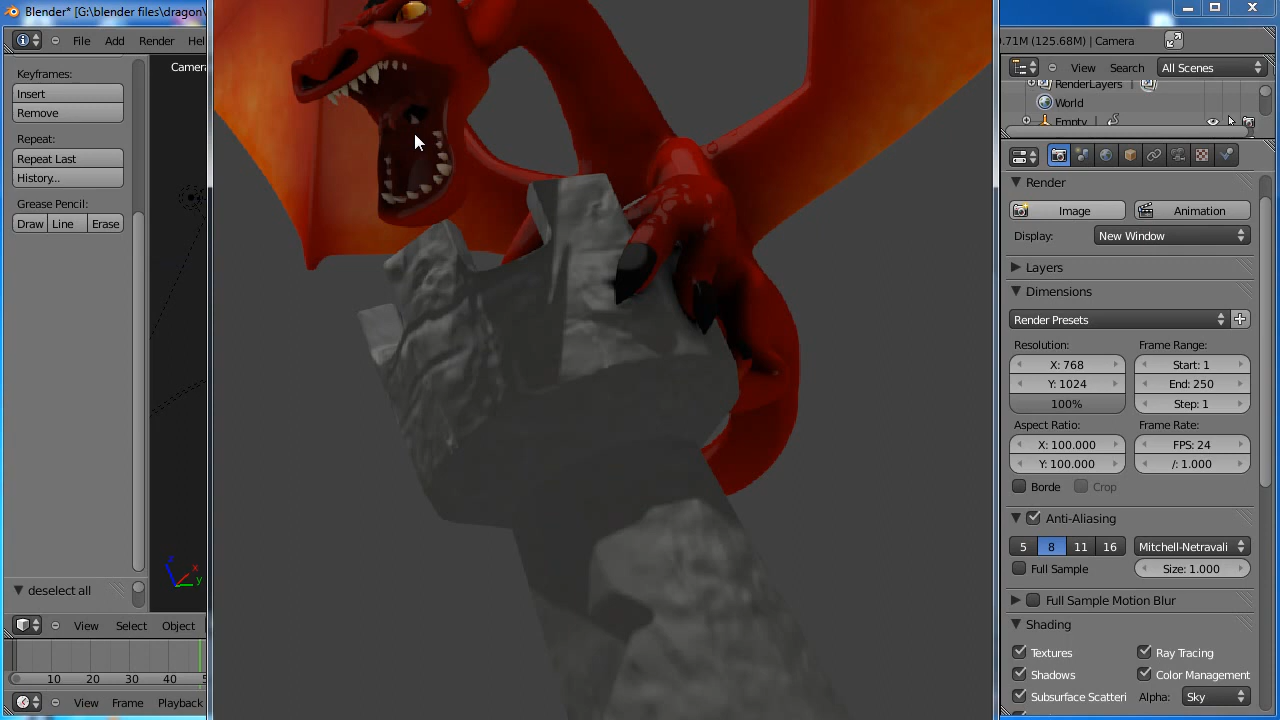 Blender* [G:\blender files\dragon\
File Add Render Hel
.71M (125.68M) | Camera
View Search All Scenes
RenderLayers
World
Empty
Keyframes:
Insert
Remove
Repeat:
Repeat Last
History...
Grease Pencil:
Draw Line Erase
Camera
Render
Image Animation
Display: New Window
Layers
Dimensions
Render Presets
Resolution: Frame Range:
X: 768 Start: 1
Y: 1024 End: 250
100% Step: 1
Aspect Ratio: Frame Rate:
X: 100.000 FPS: 24
Y: 100.000 /: 1.000
Borde Crop
Anti-Aliasing
5 8 11 16 Mitchell-Netravali
Full Sample Size: 1.000
Full Sample Motion Blur
Shading
Textures Ray Tracing
Shadows Color Management
Subsurface Scatteri Alpha: Sky
z x y
deselect all
View Select Object
10 20 30 40
View Frame Playback